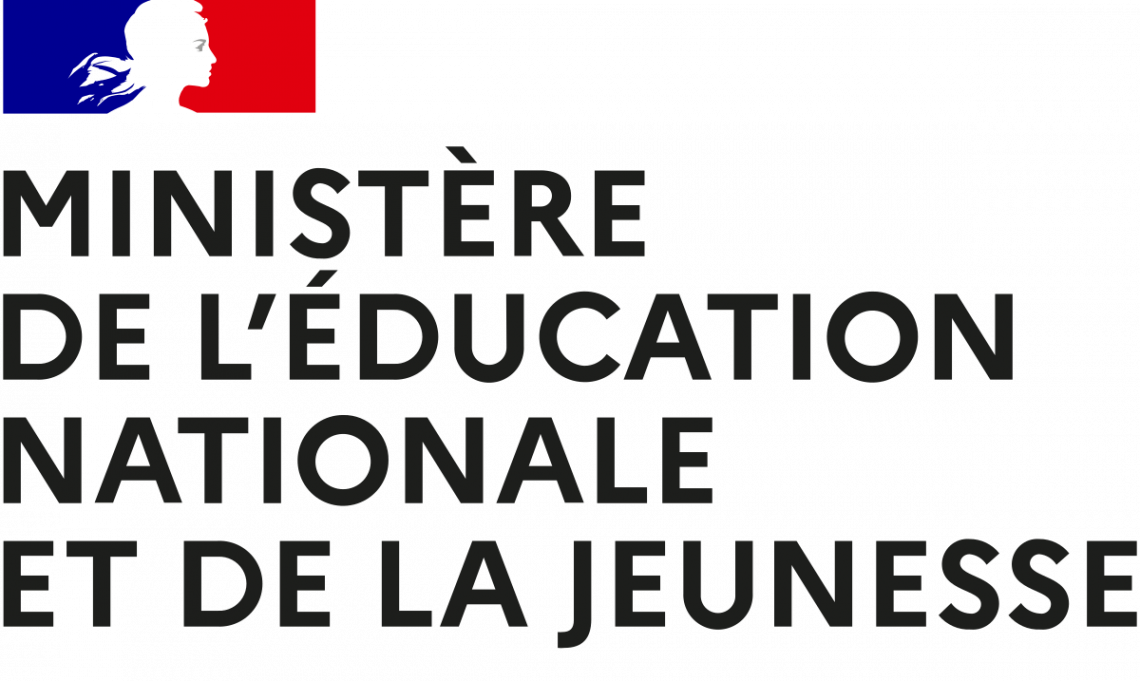 MINISTÈRE
DE L’ÉDUCATION
NATIONALE
ET DE LA JEUNESSE